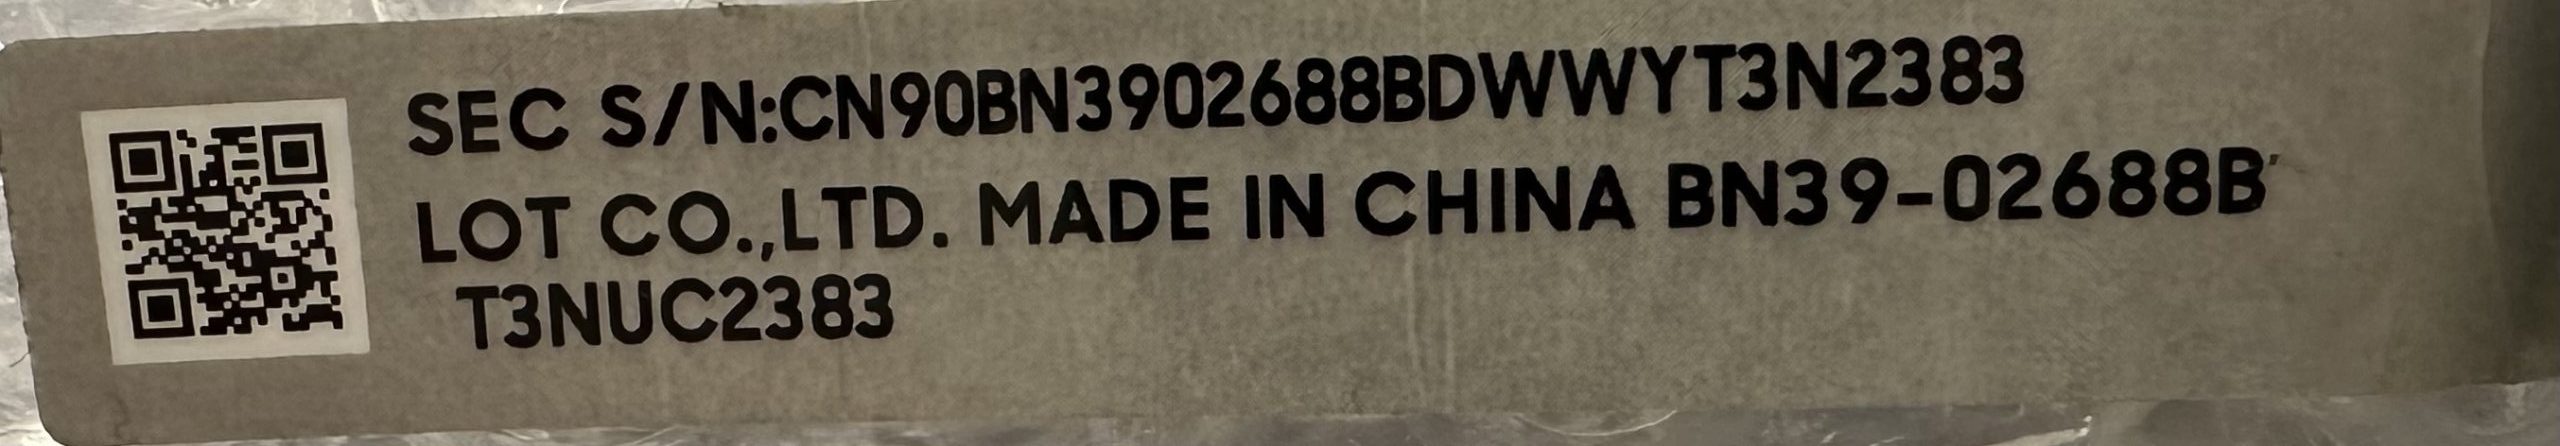 SEC S/N:CN90BN3902688BDWWYT3N2383
LOT CO.,LTD. MADE IN CHINA BN39-02688B
T3NUC2383